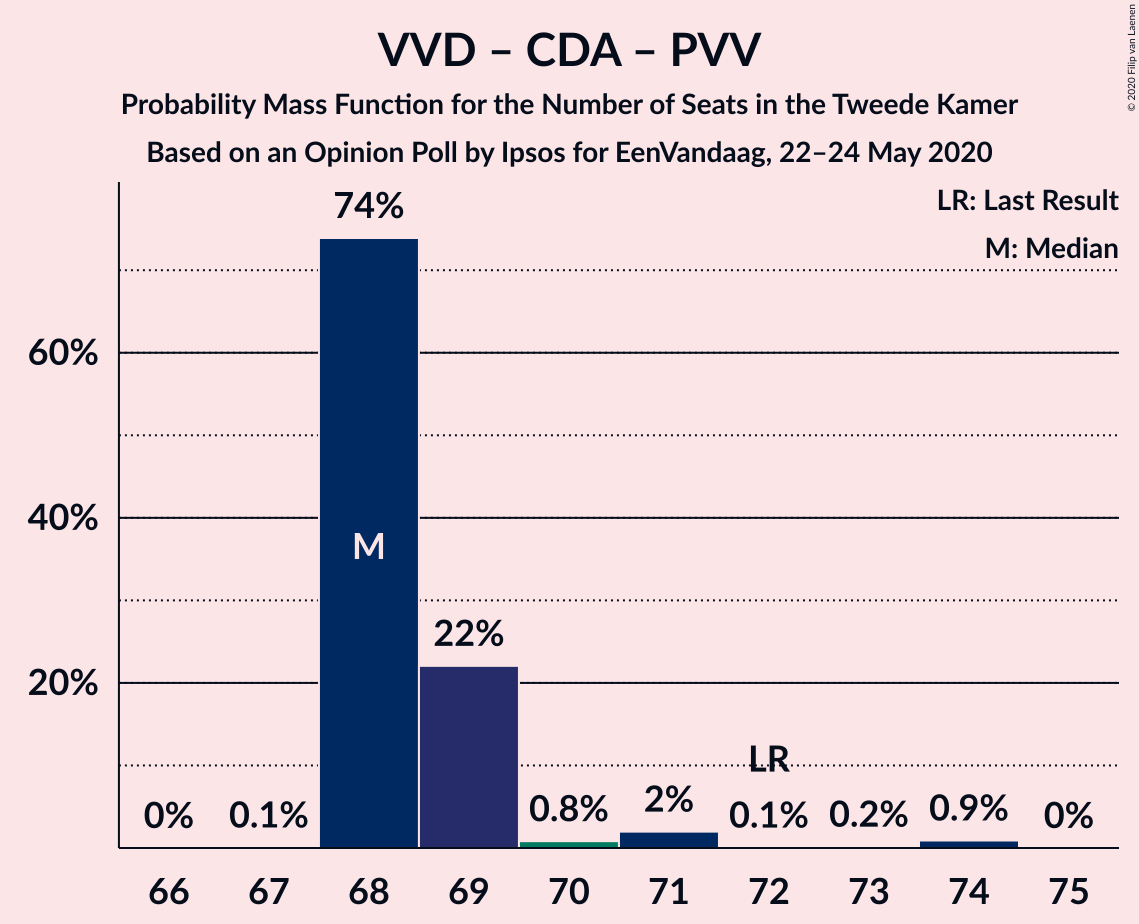 VVD – CDA – PVV
Probability Mass Function for the Number of Seats in the Tweede Kamer
Based on an Opinion Poll by Ipsos for EenVandaag, 22–24 May 2020
© 2020 Filip van Laenen
LR: Last Result
M: Median
74%
60%
40%
M
22%
20%
LR
0%
0.1%
0.8%
2%
0.1%
0.2%
0.9%
0%
66 67 68 69 70 71 72 73 74 75